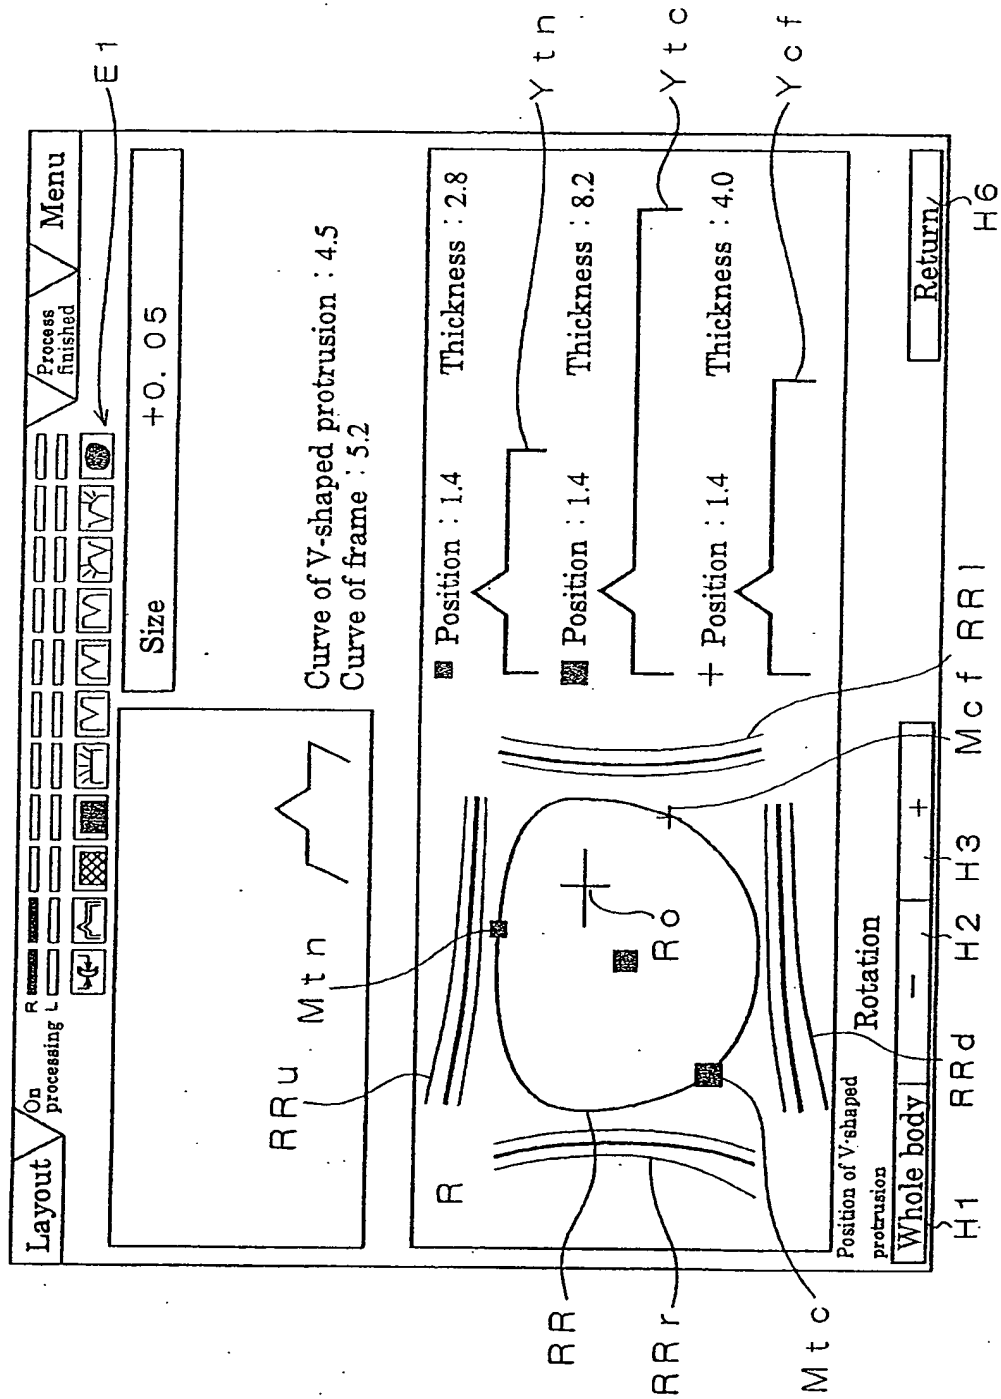 Layout
On processing
R
L
Process finished
Menu
E1
Size +0.05
Curve of V-shaped protrusion : 4.5
Curve of frame : 5.2
RRu
Mtn
R
Position : 1.4 Thickness : 2.8
Ytn
Position : 1.4 Thickness : 8.2
Ytc
+ Position : 1.4 Thickness : 4.0
Ycf
Ro
RR
RRr
Mtc
RRd
Mcf
RRl
Position of V-shaped protrusion
Rotation
Whole body
−
+
Return
H1
H2
H3
H6